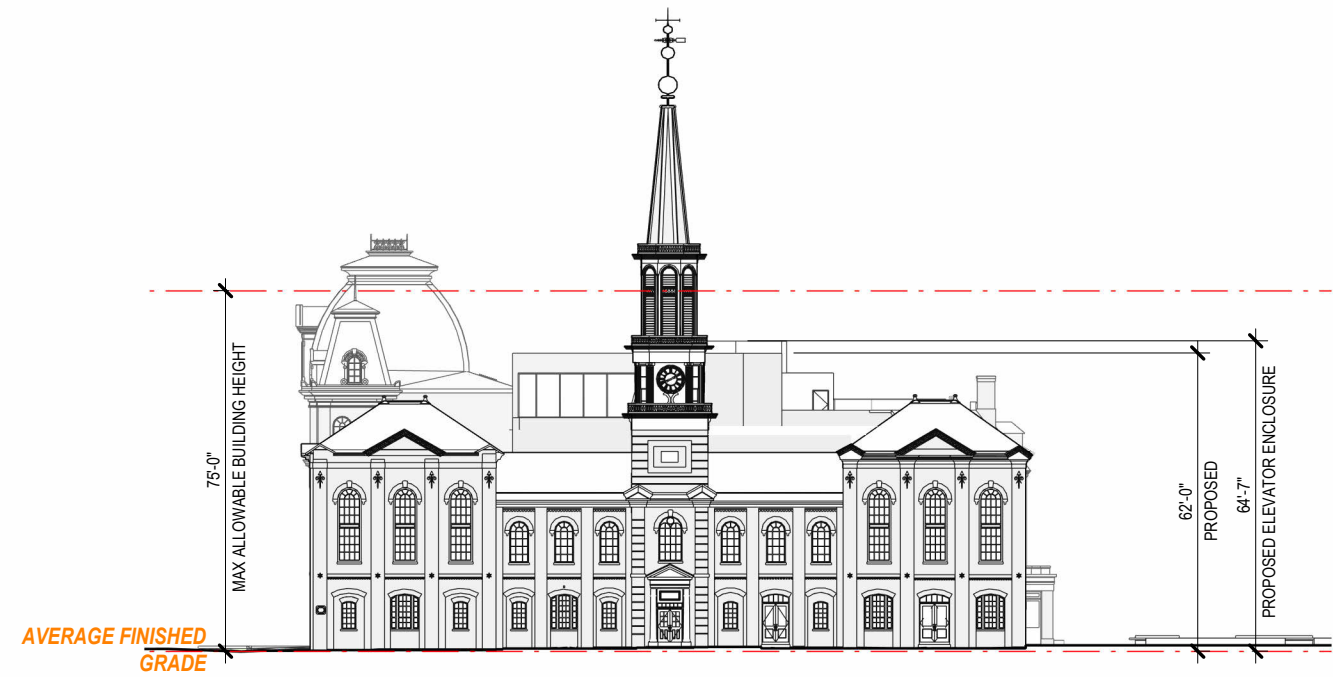 75'-0"
MAX ALLOWABLE BUILDING HEIGHT
62'-0"
PROPOSED
64'-7"
PROPOSED ELEVATOR ENCLOSURE
AVERAGE FINISHED
GRADE